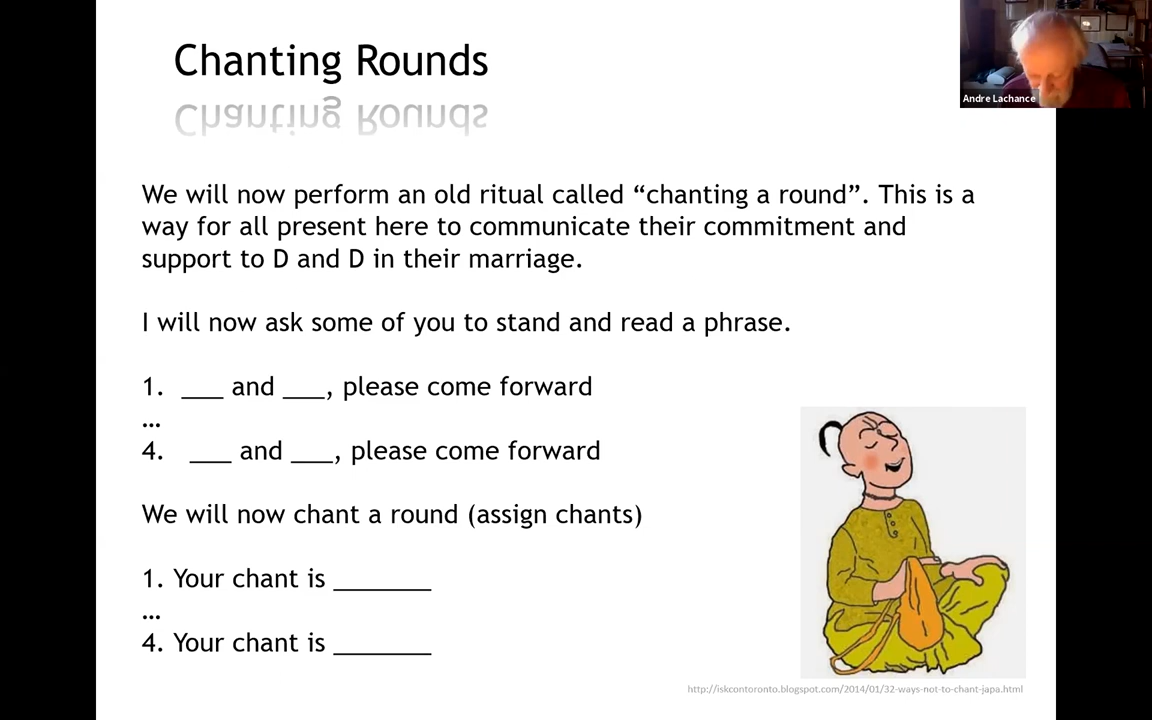 Chanting Rounds
Andre Lachance
We will now perform an old ritual called “chanting a round”. This is a
way for all present here to communicate their commitment and
support to D and D in their marriage.
I will now ask some of you to stand and read a phrase.
1. ___ and ___, please come forward
…
4. ___ and ___, please come forward
We will now chant a round (assign chants)
1. Your chant is _______
…
4. Your chant is _______
http://iskcontoronto.blogspot.com/2014/01/32-ways-not-to-chant-japa.html